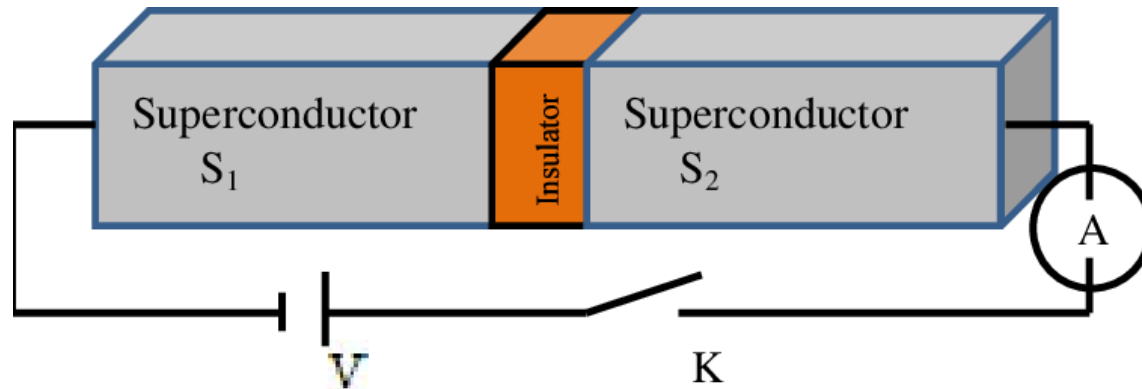 Superconductor
S₁
Insulator
Superconductor
S₂
A
V
K